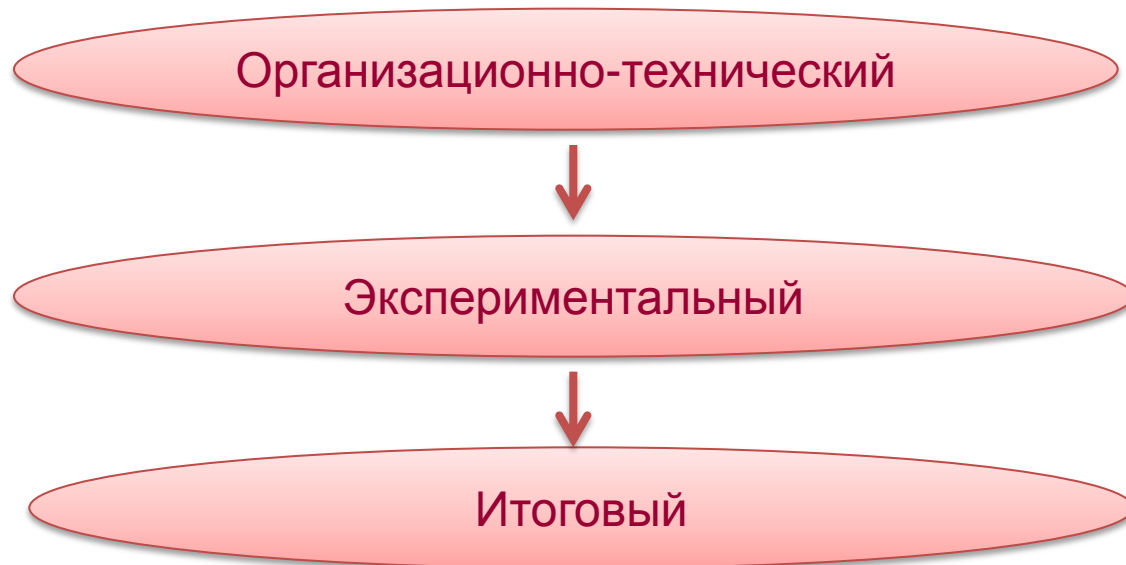 Организационно-технический
Экспериментальный
Итоговый